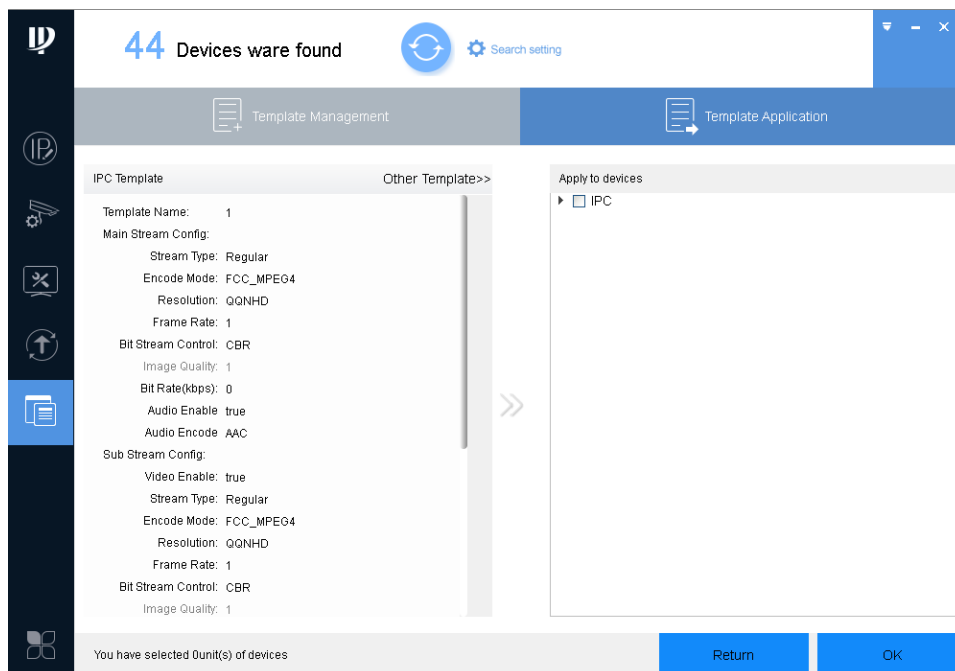 44 Devices ware found
Search setting
Template Management
Template Application
IPC Template
Other Template>>
Template Name: 1
Main Stream Config:
Stream Type: Regular
Encode Mode: FCC_MPEG4
Resolution: QQNHD
Frame Rate: 1
Bit Stream Control: CBR
Image Quality: 1
Bit Rate(kbps): 0
Audio Enable true
Audio Encode AAC
Sub Stream Config:
Video Enable: true
Stream Type: Regular
Encode Mode: FCC_MPEG4
Resolution: QQNHD
Frame Rate: 1
Bit Stream Control: CBR
Image Quality: 1
Apply to devices
IPC
You have selected 0unit(s) of devices
Return
OK